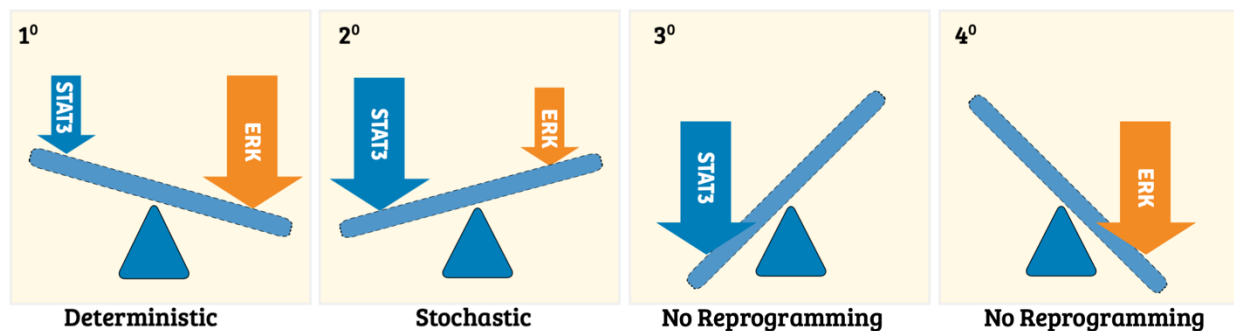 1⁰
STAT3
ERK
Deterministic
2⁰
STAT3
ERK
Stochastic
3⁰
STAT3
No Reprogramming
4⁰
ERK
No Reprogramming